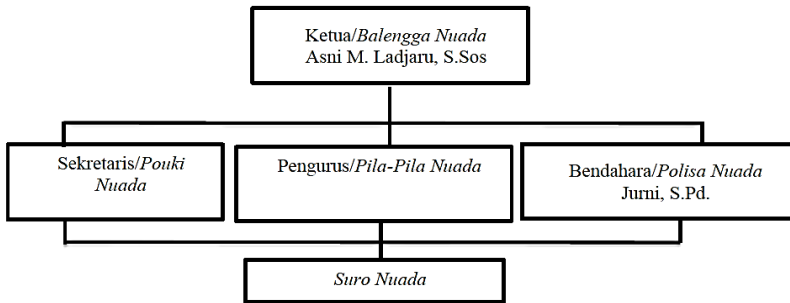 Ketua/Balengga Nuada
Asni M. Ladjaru, S.Sos
Sekretaris/Pouki
Nuada
Pengurus/Pila-Pila Nuada
Bendahara/Polisa Nuada
Jurni, S.Pd.
Suro Nuada